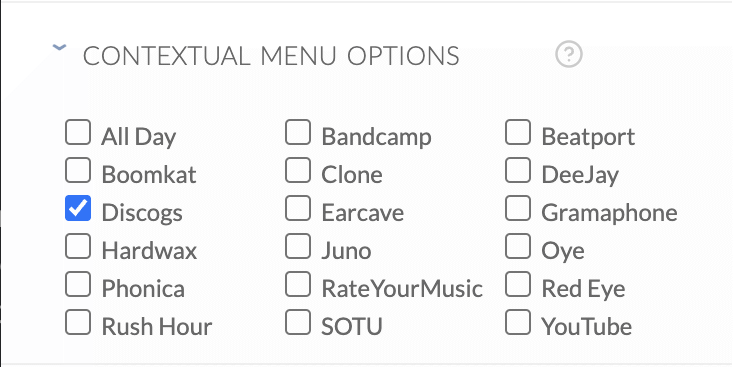 CONTEXTUAL MENU OPTIONS ?
All Day Bandcamp Beatport
Boomkat Clone DeeJay
Discogs Earcave Gramaphone
Hardwax Juno Oye
Phonica RateYourMusic Red Eye
Rush Hour SOTU YouTube